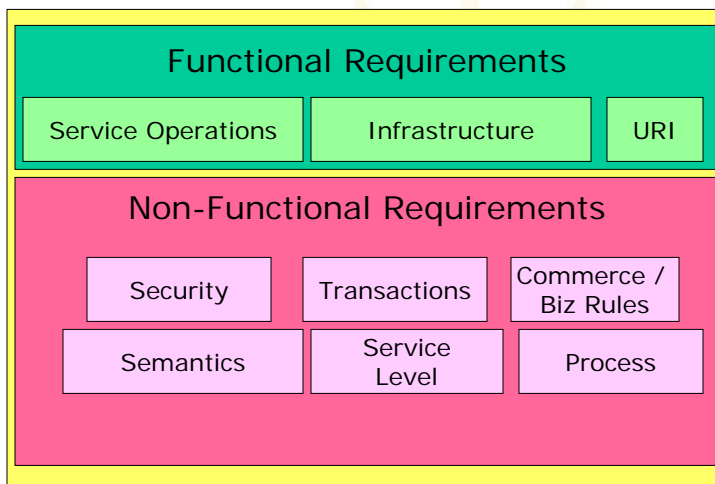 Functional Requirements
Service Operations
Infrastructure
URI
Non-Functional Requirements
Security
Transactions
Commerce /
Biz Rules
Semantics
Service
Level
Process